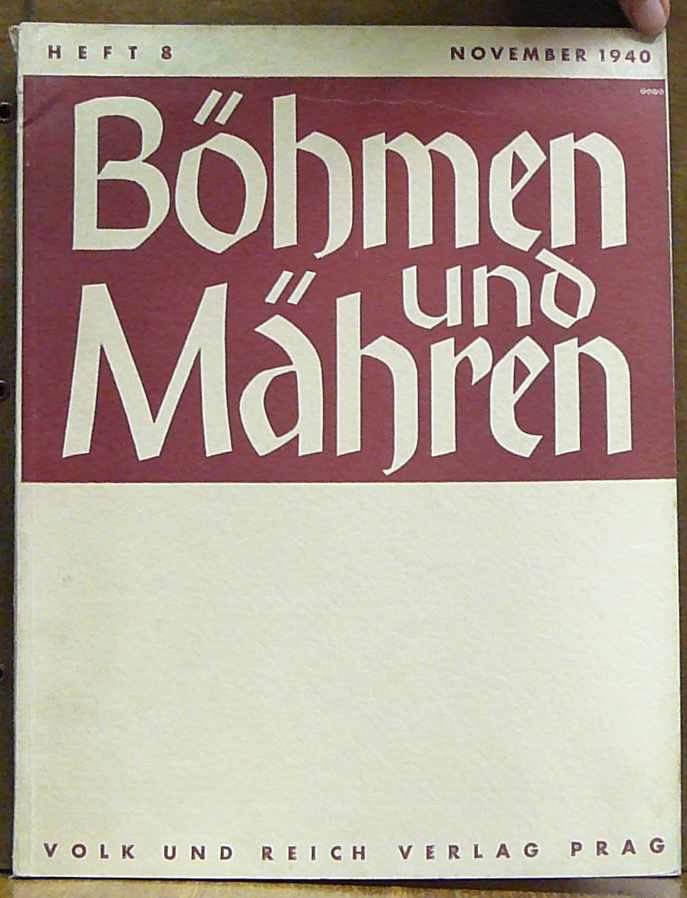 HEFT 8 NOVEMBER 1940
Böhmen
und
Mähren
VOLK UND REICH VERLAG PRAG